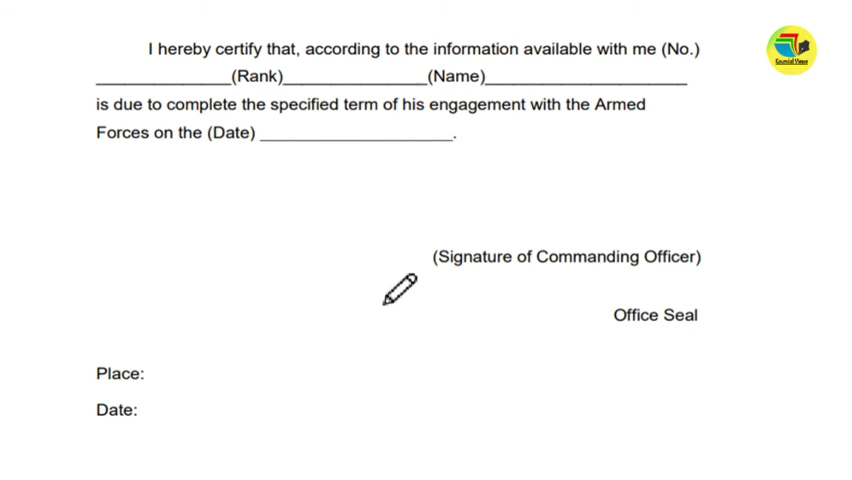 I hereby certify that, according to the information available with me (No.)
______________(Rank)_______________(Name)_____________________
is due to complete the specified term of his engagement with the Armed
Forces on the (Date) ____________________.
(Signature of Commanding Officer)
Office Seal
Place:
Date: